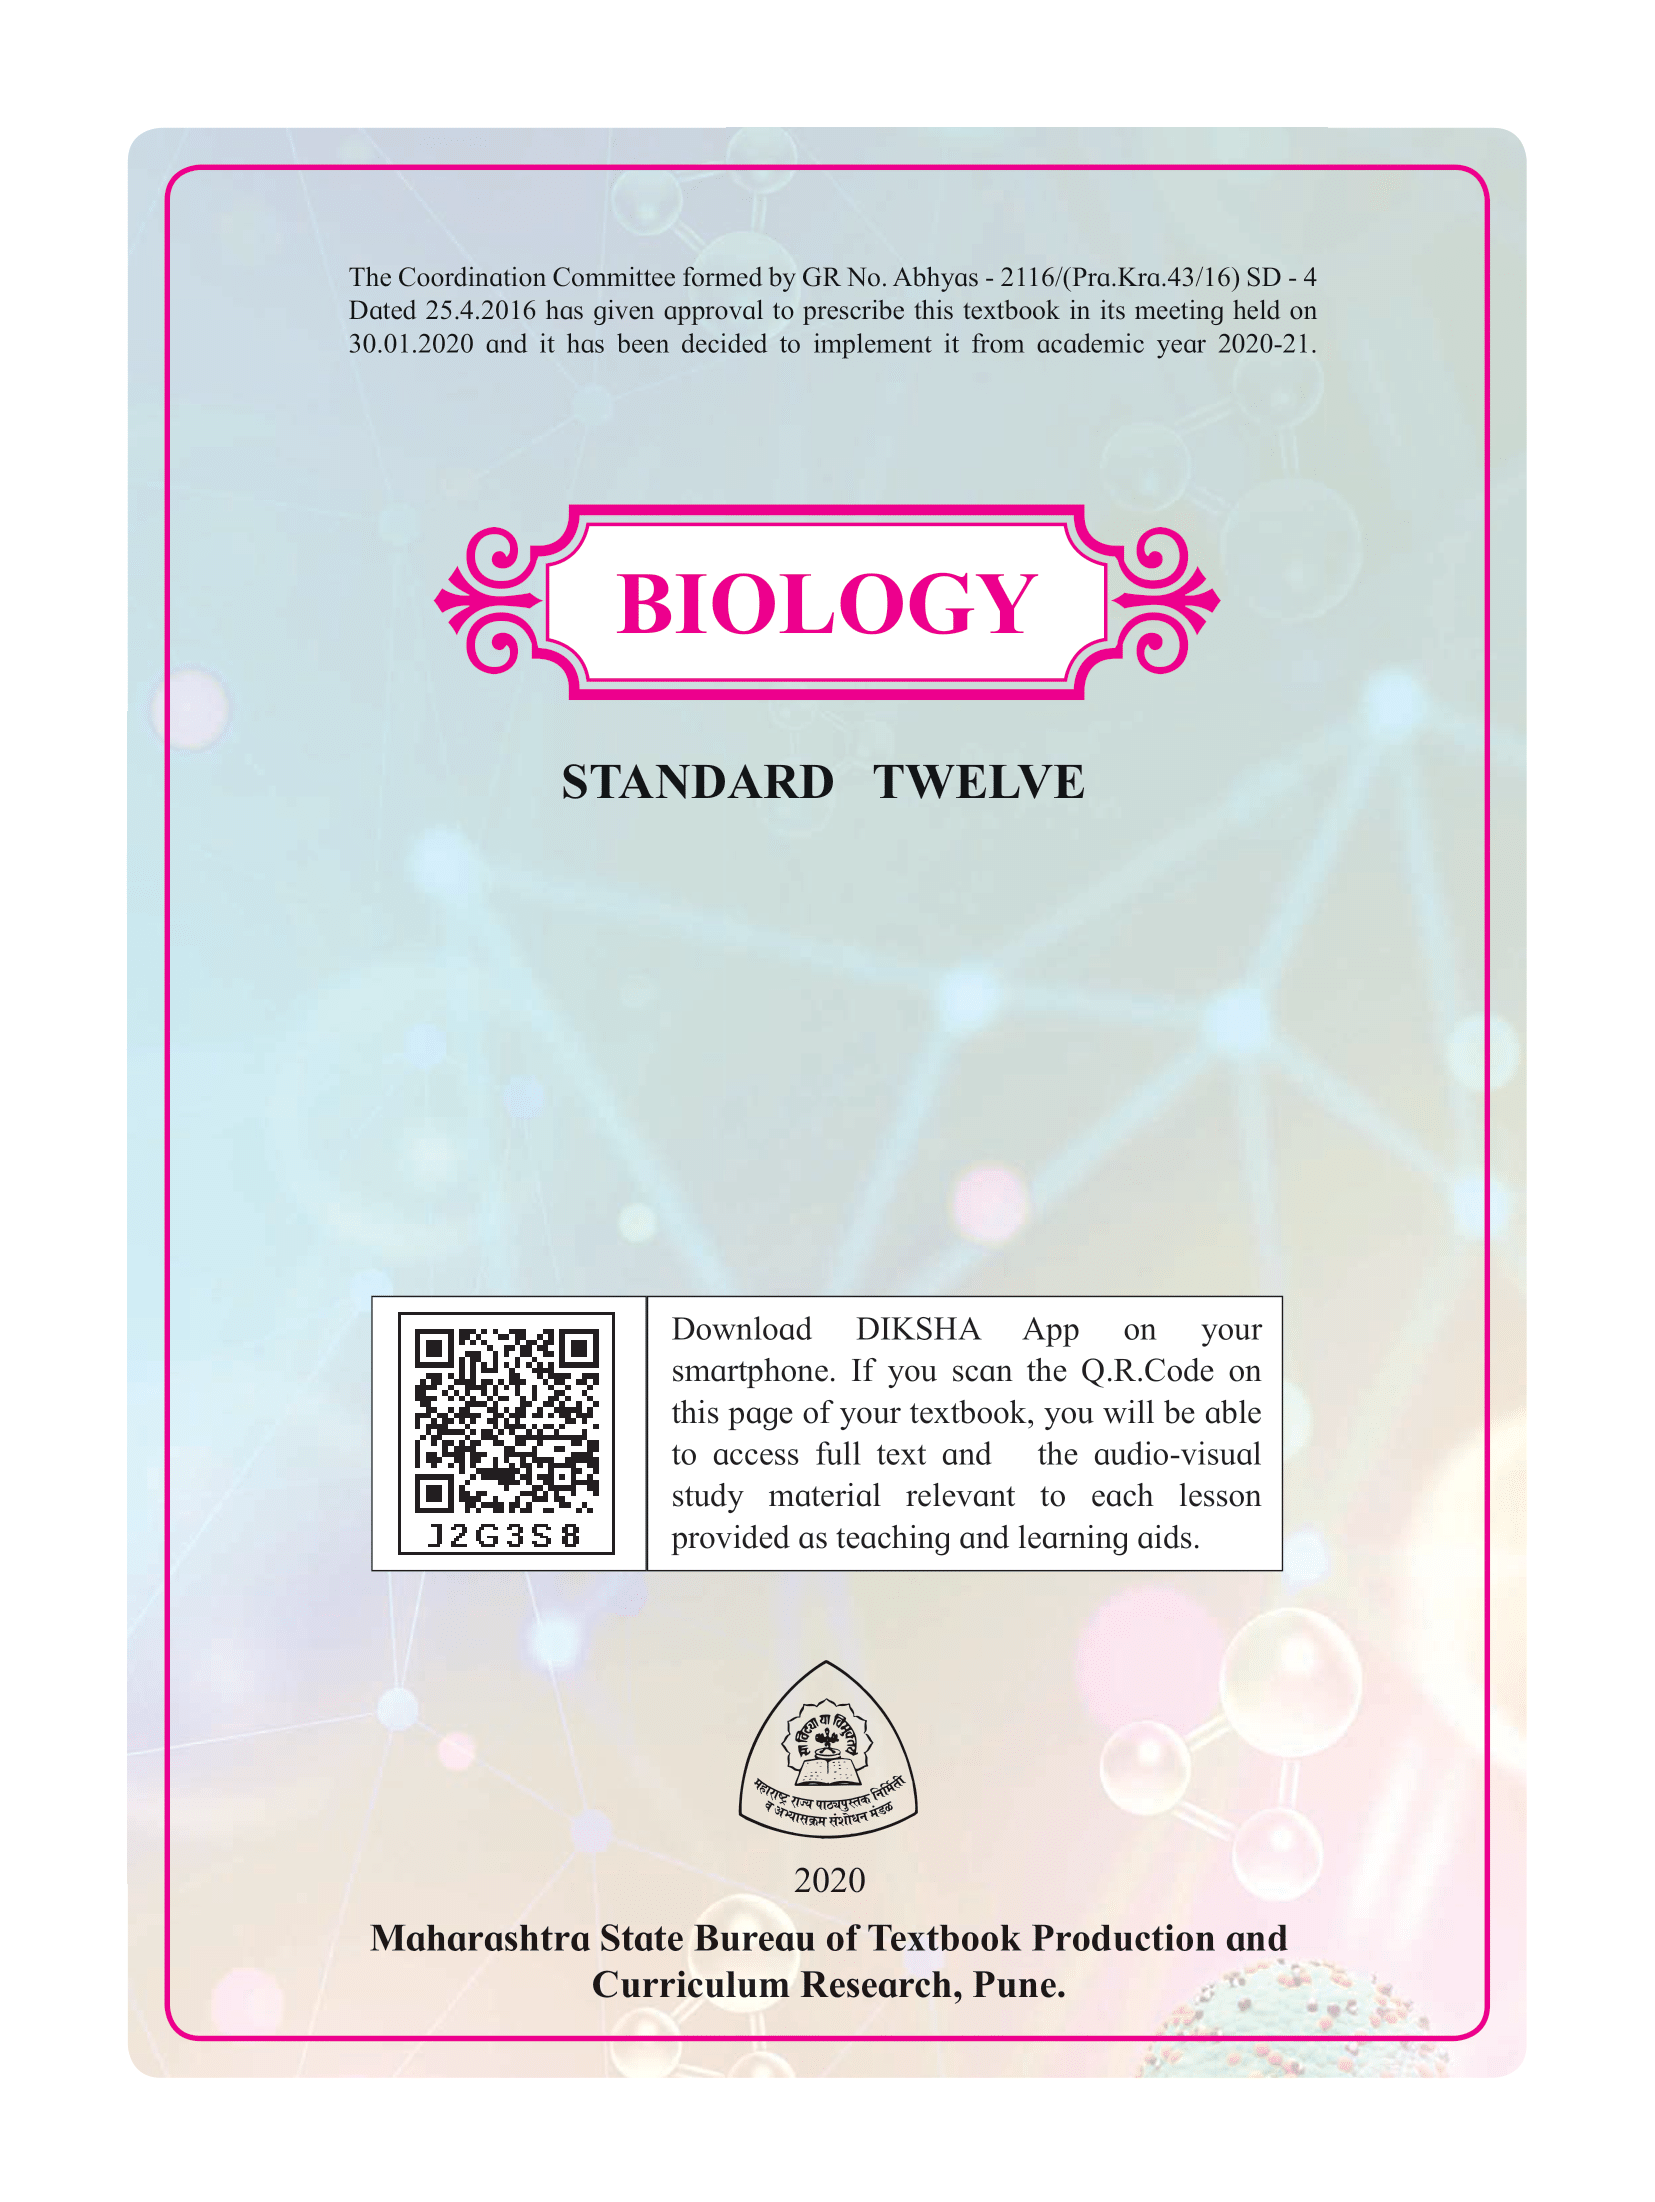 The Coordination Committee formed by GR No. Abhyas - 2116/(Pra.Kra.43/16) SD - 4
Dated 25.4.2016 has given approval to prescribe this textbook in its meeting held on
30.01.2020 and it has been decided to implement it from academic year 2020-21.
BIOLOGY
STANDARD TWELVE
Download DIKSHA App on your
smartphone. If you scan the Q.R.Code on
this page of your textbook, you will be able
to access full text and the audio-visual
study material relevant to each lesson
provided as teaching and learning aids.
J2G3S8
सा विद्या या विमुक्तये
महाराष्ट्र राज्य पाठ्यपुस्तक निर्मिती
व अभ्यासक्रम संशोधन मंडळ
2020
Maharashtra State Bureau of Textbook Production and
Curriculum Research, Pune.